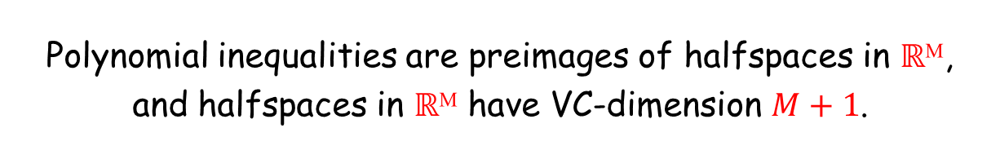 Polynomial inequalities are preimages of halfspaces in ℝᴹ,
and halfspaces in ℝᴹ have VC-dimension M + 1.